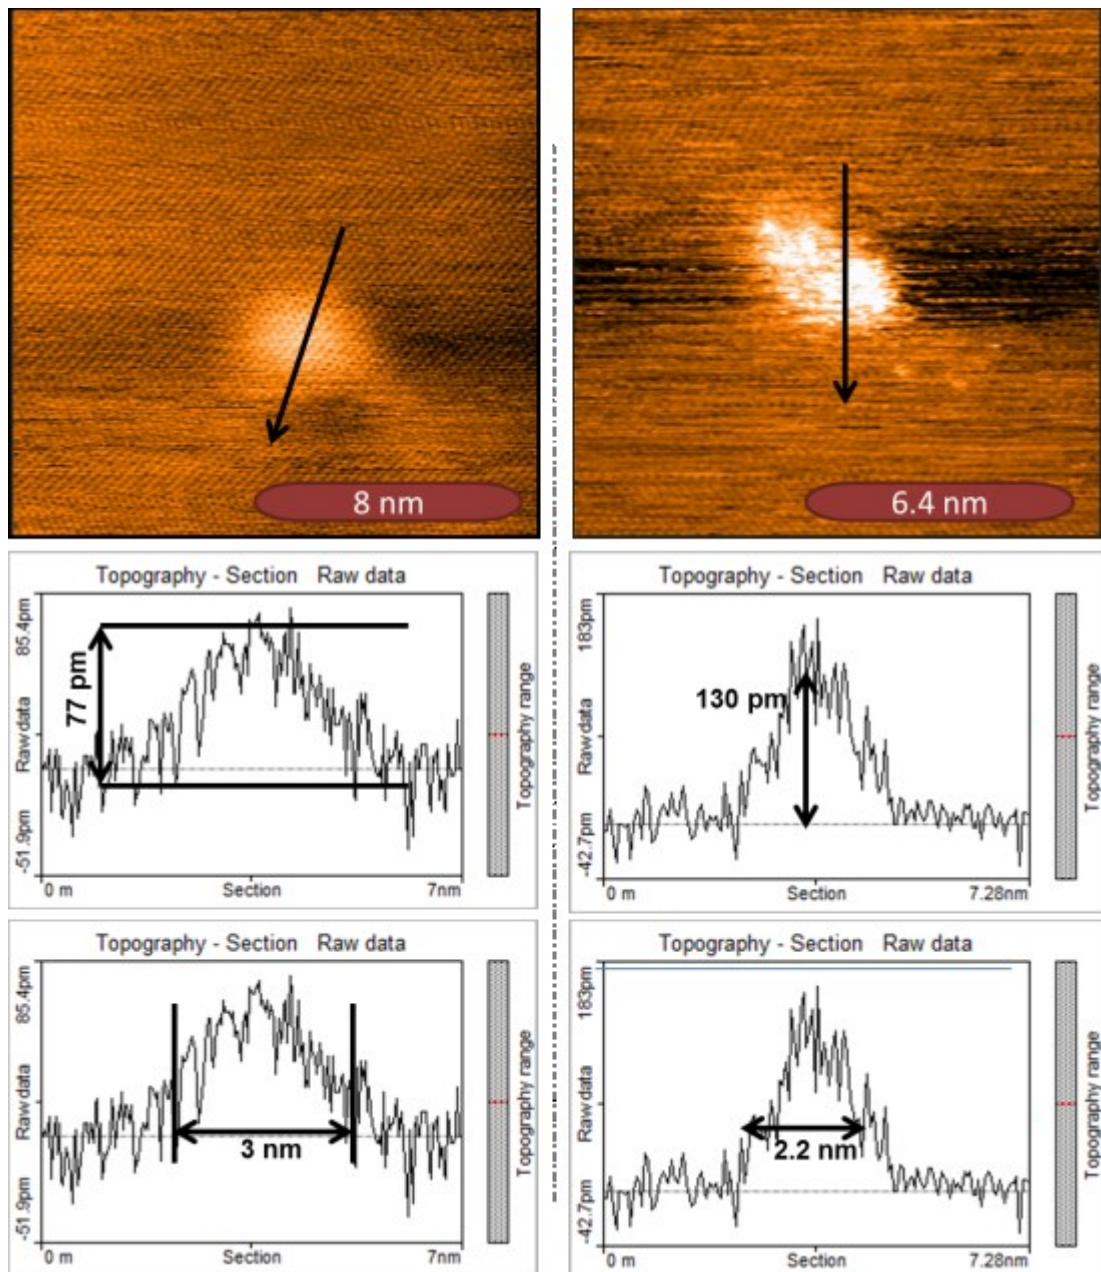 8 nm
6.4 nm
Topography - Section Raw data
85.4pm
Raw data
-51.9pm
77 pm
0 m
Section
7nm
Topography range
Topography - Section Raw data
183pm
Raw data
-42.7pm
130 pm
0 m
Section
7.28nm
Topography range
Topography - Section Raw data
85.4pm
Raw data
-51.9pm
3 nm
0 m
Section
7nm
Topography range
Topography - Section Raw data
183pm
Raw data
-42.7pm
2.2 nm
0 m
Section
7.28nm
Topography range